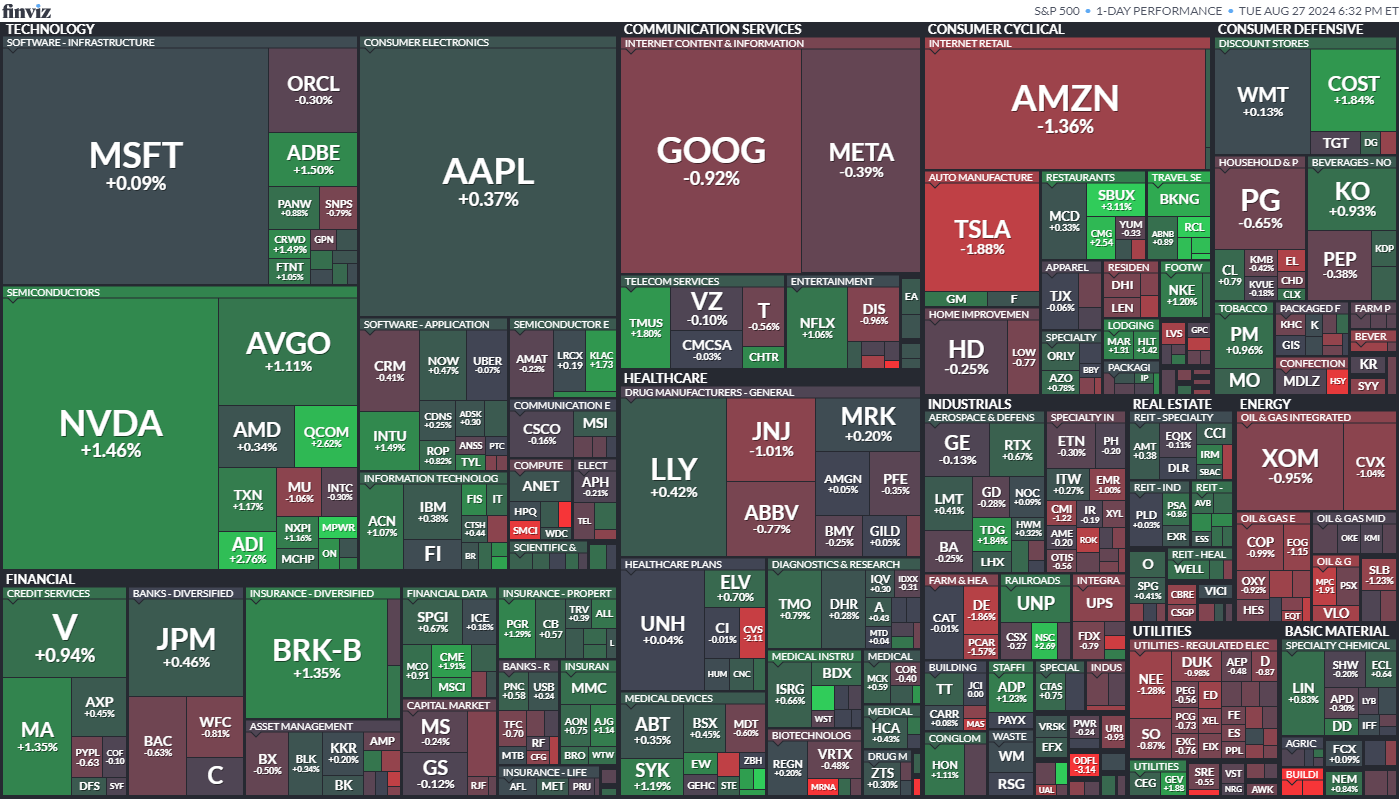 finviz
S&P 500 • 1-DAY PERFORMANCE • TUE AUG 27 2024 6:32 PM ET
TECHNOLOGY
SOFTWARE - INFRASTRUCTURE
MSFT
+0.09%
ORCL
-0.30%
ADBE
+1.50%
PANW
+0.88%
SNPS
-0.79%
CRWD
+1.49%
GPN
FTNT
+1.05%
CONSUMER ELECTRONICS
AAPL
+0.37%
SEMICONDUCTORS
NVDA
+1.46%
AVGO
+1.11%
AMD
+0.34%
QCOM
+2.62%
TXN
+1.17%
MU
-1.06%
INTC
-0.30%
NXPI
+1.16%
MPWR
ADI
+2.76%
MCHP
ON
SOFTWARE - APPLICATION
CRM
-0.41%
NOW
+0.47%
UBER
-0.07%
INTU
+1.49%
CDNS
+0.25%
ADSK
+0.30
ROP
+0.82%
ANSS
PTC
TYL
SEMICONDUCTOR E
AMAT
-0.23%
LRCX
+0.19
KLAC
+1.73
COMMUNICATION E
CSCO
-0.16%
MSI
INFORMATION TECHNOLOG
ACN
+1.07%
IBM
+0.38%
FIS
IT
CTSH
+0.44
FI
BR
COMPUTE
ANET
HPQ
SMCI
WDC
ELECT
APH
-0.21%
TEL
SCIENTIFIC &
COMMUNICATION SERVICES
INTERNET CONTENT & INFORMATION
GOOG
-0.92%
META
-0.39%
TELECOM SERVICES
TMUS
+1.80%
VZ
-0.10%
T
-0.56%
CMCSA
-0.03%
CHTR
ENTERTAINMENT
NFLX
+1.06%
DIS
-0.96%
EA
CONSUMER CYCLICAL
INTERNET RETAIL
AMZN
-1.36%
AUTO MANUFACTURE
TSLA
-1.88%
GM
F
RESTAURANTS
MCD
+0.33%
SBUX
+3.11%
CMG
+2.54
YUM
-0.33
TRAVEL SE
BKNG
ABNB
+0.89
RCL
HOME IMPROVEMEN
HD
-0.25%
LOW
-0.77
APPAREL
TJX
-0.06%
RESIDEN
DHI
LEN
FOOTW
NKE
+1.20%
SPECIALTY
ORLY
AZO
+0.78%
BBY
LODGING
MAR
+1.31
HLT
+1.42
LVS
GPC
PACKAGI
IP
CONSUMER DEFENSIVE
DISCOUNT STORES
WMT
+0.13%
COST
+1.84%
TGT
DG
HOUSEHOLD & P
PG
-0.65%
CL
+0.79
KMB
-0.42%
EL
KVUE
-0.18%
CHD
CLX
BEVERAGES - NO
KO
+0.93%
PEP
-0.38%
KDP
TOBACCO
PM
+0.96%
MO
PACKAGED F
KHC
K
GIS
FARM P
BEVER
CONFECTION
MDLZ
HSY
KR
SYY
HEALTHCARE
DRUG MANUFACTURERS - GENERAL
LLY
+0.42%
JNJ
-1.01%
ABBV
-0.77%
MRK
+0.20%
AMGN
+0.05%
PFE
-0.35%
BMY
-0.25%
GILD
+0.05%
HEALTHCARE PLANS
UNH
+0.04%
ELV
+0.70%
CI
-0.01%
CVS
-2.11
HUM
CNC
DIAGNOSTICS & RESEARCH
TMO
+0.79%
DHR
+0.28%
IQV
+0.30
IDXX
-0.31
A
+0.43
MTD
+0.04
MEDICAL INSTRU
ISRG
+0.66%
BDX
WST
MEDICAL
MCK
+0.59
COR
-0.40
MEDICAL
HCA
+0.43%
MEDICAL DEVICES
ABT
+0.35%
BSX
+0.45%
MDT
-0.60%
SYK
+1.19%
EW
ZBH
GEHC
STE
BIOTECHNOLOG
REGN
+0.20%
VRTX
-0.48%
MRNA
DRUG M
ZTS
+0.30%
FINANCIAL
CREDIT SERVICES
V
+0.94%
MA
+1.35%
AXP
+0.45%
PYPL
-0.63
COF
-0.10
DFS
SYF
BANKS - DIVERSIFIED
JPM
+0.46%
BAC
-0.63%
WFC
-0.81%
C
INSURANCE - DIVERSIFIED
BRK-B
+1.35%
ASSET MANAGEMENT
BX
-0.50%
BLK
+0.34%
KKR
+0.20%
AMP
BK
FINANCIAL DATA
SPGI
+0.67%
ICE
+0.18%
MCO
+0.91
CME
+1.91%
MSCI
CAPITAL MARKET
MS
-0.24%
GS
-0.12%
RJF
INSURANCE - PROPERT
PGR
+1.29%
CB
+0.57
TRV
+0.39
ALL
L
BANKS - R
PNC
+0.58
USB
+0.24
TFC
-0.70
RF
MTB
CFG
INSURAN
MMC
AON
+0.75
AJG
+1.14
BRO
WTW
INSURANCE - LIFE
AFL
MET
PRU
INDUSTRIALS
AEROSPACE & DEFENS
GE
-0.13%
RTX
+0.67%
LMT
+0.41%
GD
-0.28%
NOC
+0.09%
BA
-0.25%
TDG
+1.84%
HWM
+0.32%
LHX
SPECIALTY IN
ETN
-0.30%
PH
-0.20
ITW
+0.27%
EMR
-1.00%
CMI
-1.22
IR
-0.19
XYL
AME
-0.20
ROK
OTIS
-0.56
FARM & HEA
CAT
-0.01%
DE
-1.86%
PCAR
-1.57%
RAILROADS
UNP
CSX
-0.27
NSC
+2.69
INTEGRA
UPS
FDX
-0.79
BUILDING
TT
JCI
0.00
CARR
+0.08%
MAS
STAFFI
ADP
+1.23%
PAYX
SPECIAL
CTAS
+0.75
INDUS
VRSK
PWR
-0.24
URI
-0.93
EFX
CONGLOM
HON
+1.11%
WASTE
WM
RSG
ODFL
-3.14
UAL
REAL ESTATE
REIT - SPECIALTY
AMT
+0.38
EQIX
-0.11%
CCI
DLR
IRM
SBAC
REIT - IND
PLD
+0.03%
PSA
+0.86
EXR
REIT -
AVB
ESS
O
SPG
+0.41%
REIT - HEAL
WELL
CBRE
VICI
CSGP
ENERGY
OIL & GAS INTEGRATED
XOM
-0.95%
CVX
-1.04%
OIL & GAS E
COP
-0.99%
EOG
-1.15
OXY
-0.92%
HES
EQT
OIL & GAS MID
OKE
KMI
OIL & G
MPC
-1.91
PSX
VLO
SLB
-1.23%
UTILITIES
UTILITIES - REGULATED ELEC
NEE
-1.28%
SO
-0.87%
DUK
-0.98%
AEP
-0.48
D
-0.87
PEG
-0.56
ED
PCG
-0.73
XEL
FE
EXC
-0.76
EIX
ES
PPL
UTILITIES
CEG
GEV
+1.88
SRE
-0.55
VST
NRG
AWK
BASIC MATERIAL
SPECIALTY CHEMICAL
LIN
+0.83%
SHW
-0.20%
ECL
+0.64
APD
-0.90%
LYB
DD
IFF
AGRIC
FCX
+0.09%
BUILDI
NEM
+0.84%